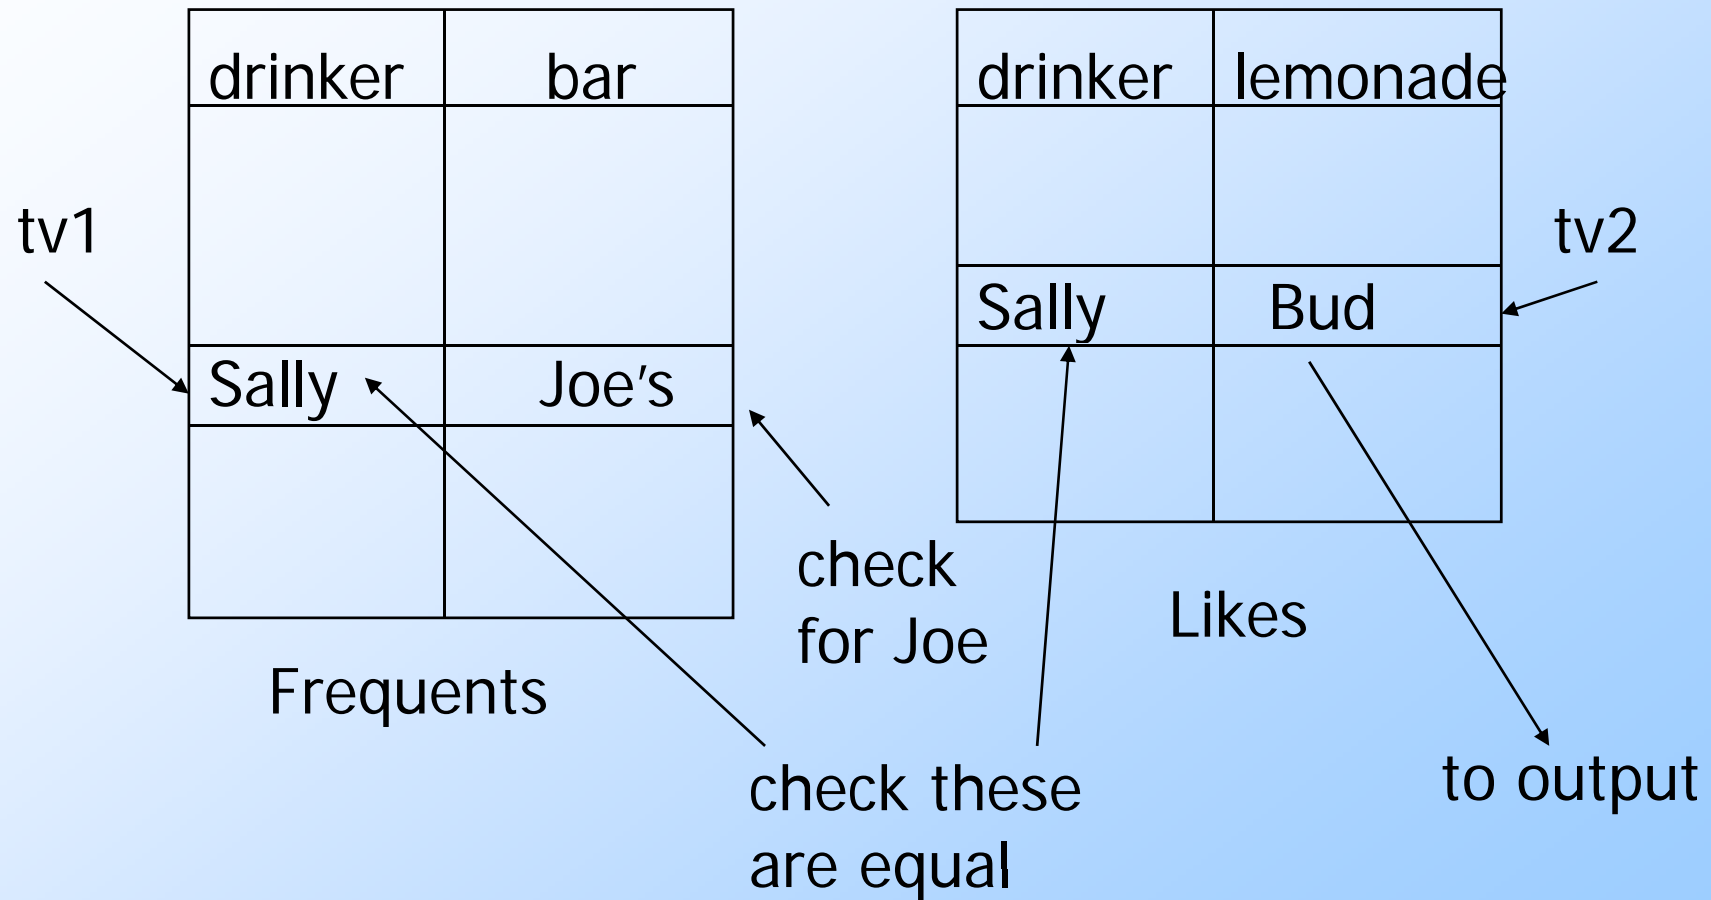 drinker bar
tv1
Sally Joe's
Frequents
drinker lemonade
tv2
Sally Bud
Likes
check
for Joe
check these
are equal
to output